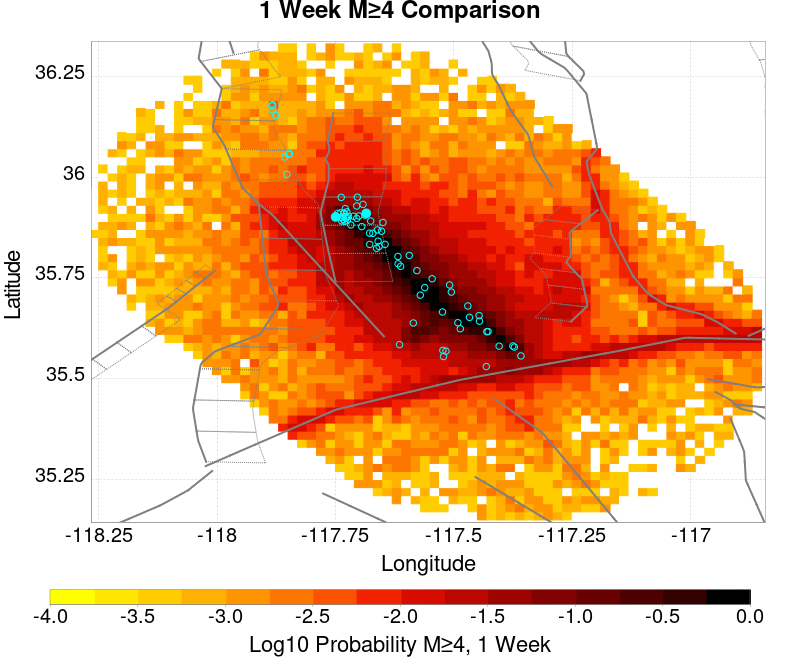 1 Week M≥4 Comparison
36.25
36
35.75
35.5
35.25
Latitude
-118.25 -118 -117.75 -117.5 -117.25 -117
Longitude
-4.0 -3.5 -3.0 -2.5 -2.0 -1.5 -1.0 -0.5 0.0
Log10 Probability M≥4, 1 Week